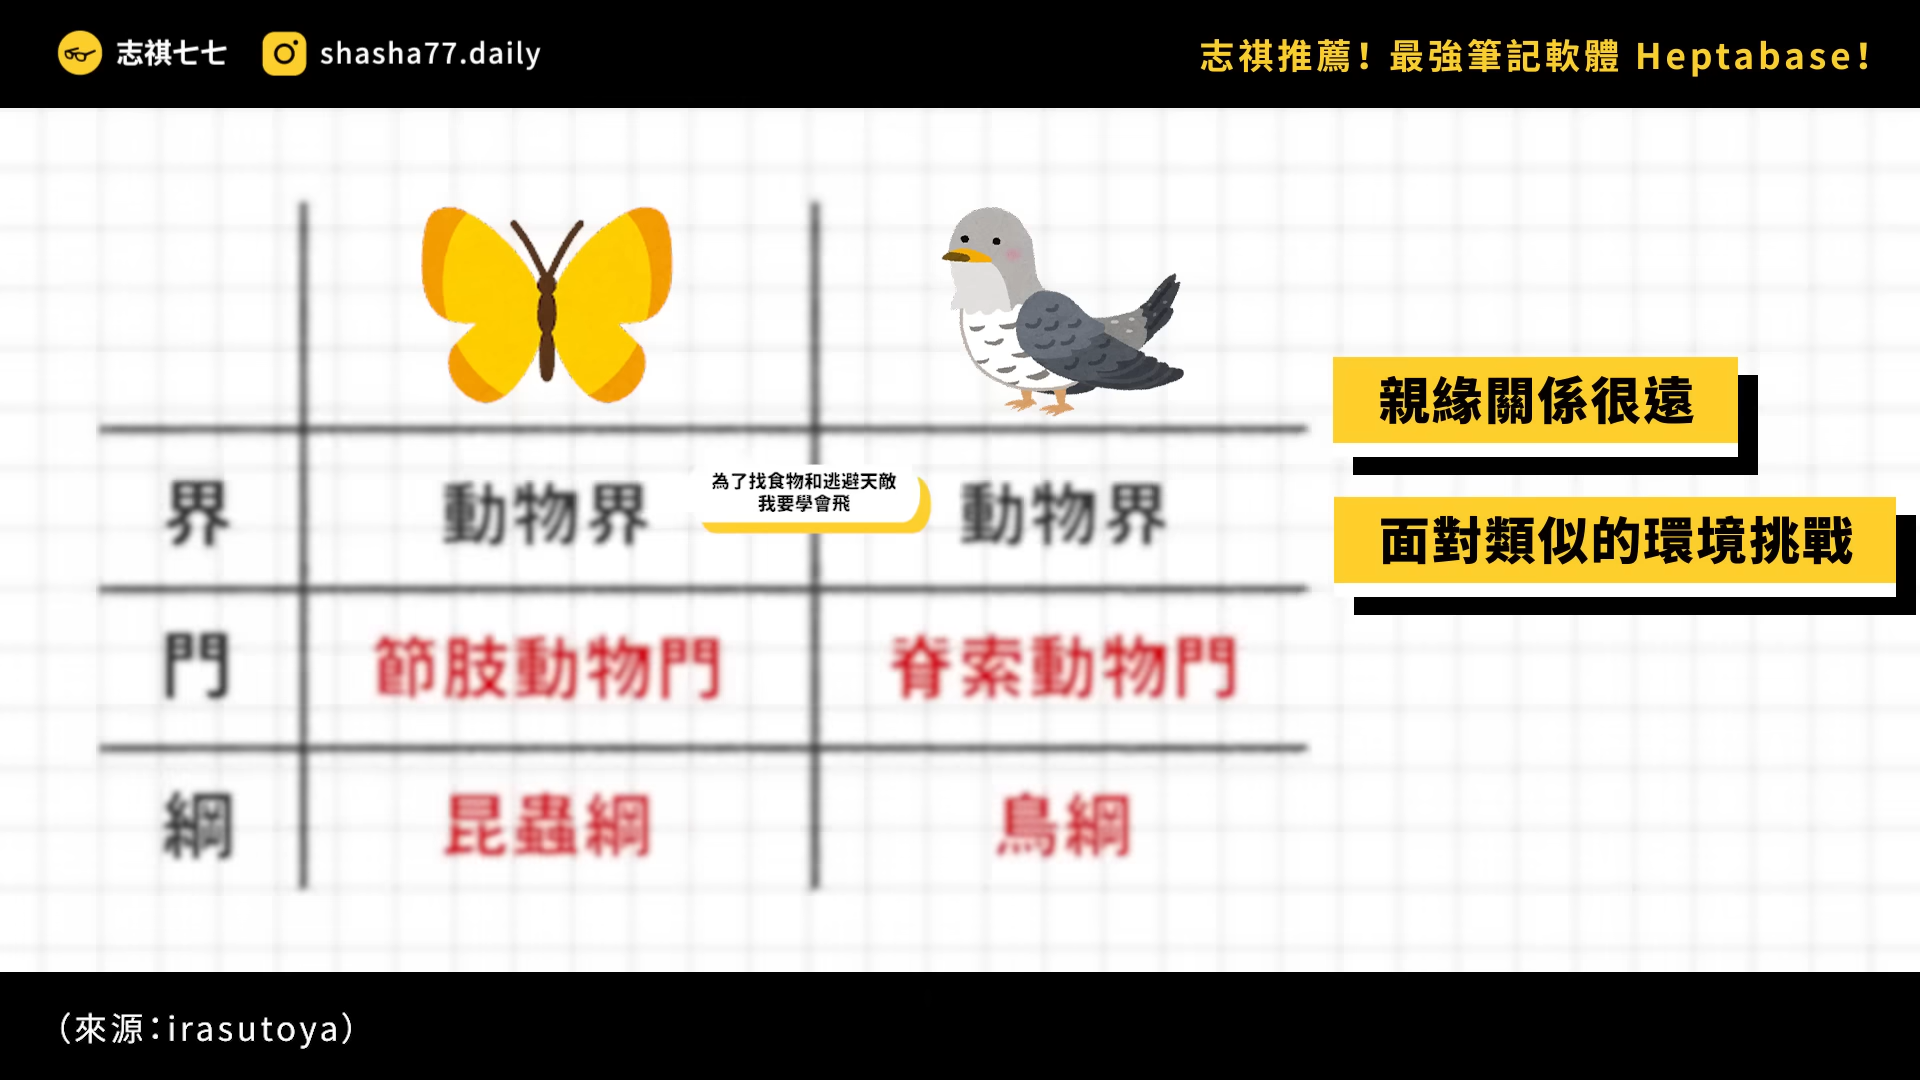 志祺七七 shasha77.daily
志祺推薦！最強筆記軟體 Heptabase！
親緣關係很遠
面對類似的環境挑戰
為了找食物和逃避天敵
我要學會飛
界 動物界 動物界
門 節肢動物門 脊索動物門
綱 昆蟲綱 鳥綱
（來源：irasutoya）